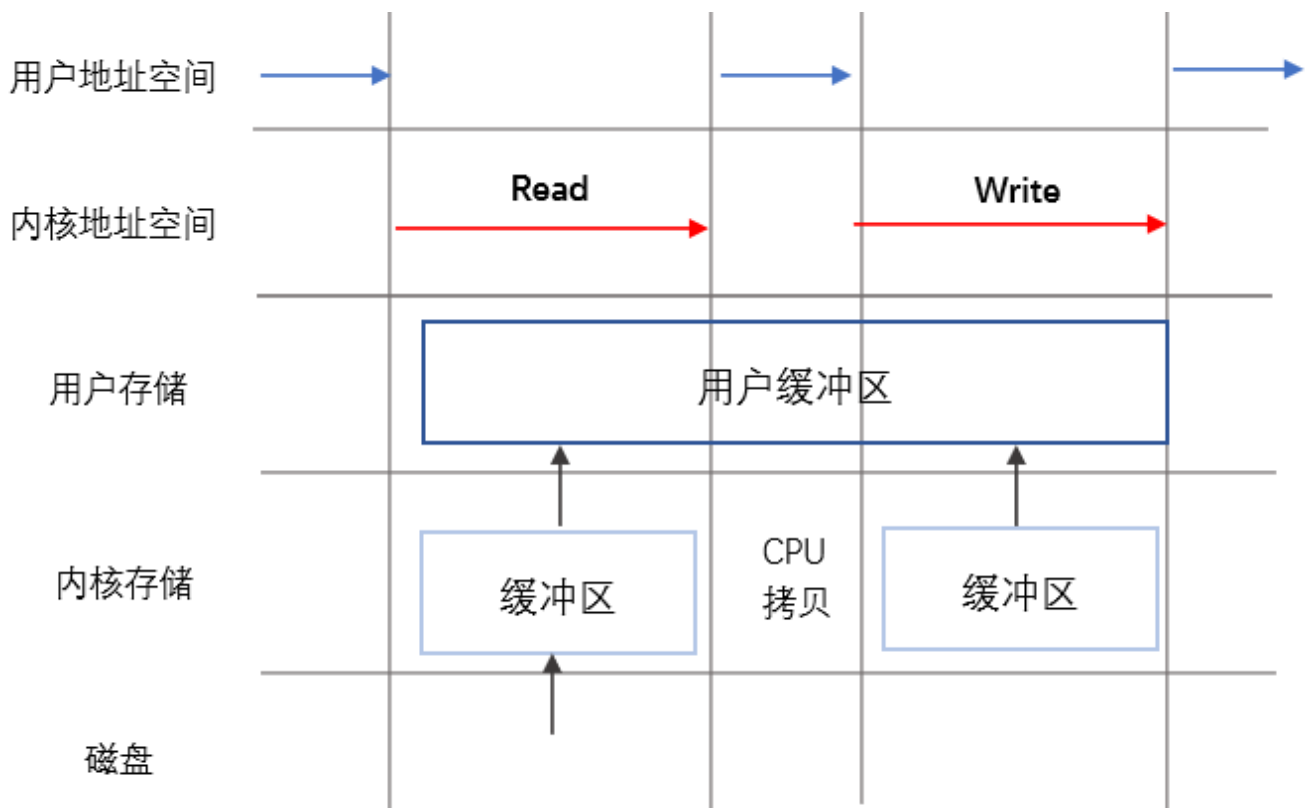 用户地址空间
内核地址空间
Read
Write
用户存储
用户缓冲区
内核存储
缓冲区
CPU
拷贝
缓冲区
磁盘